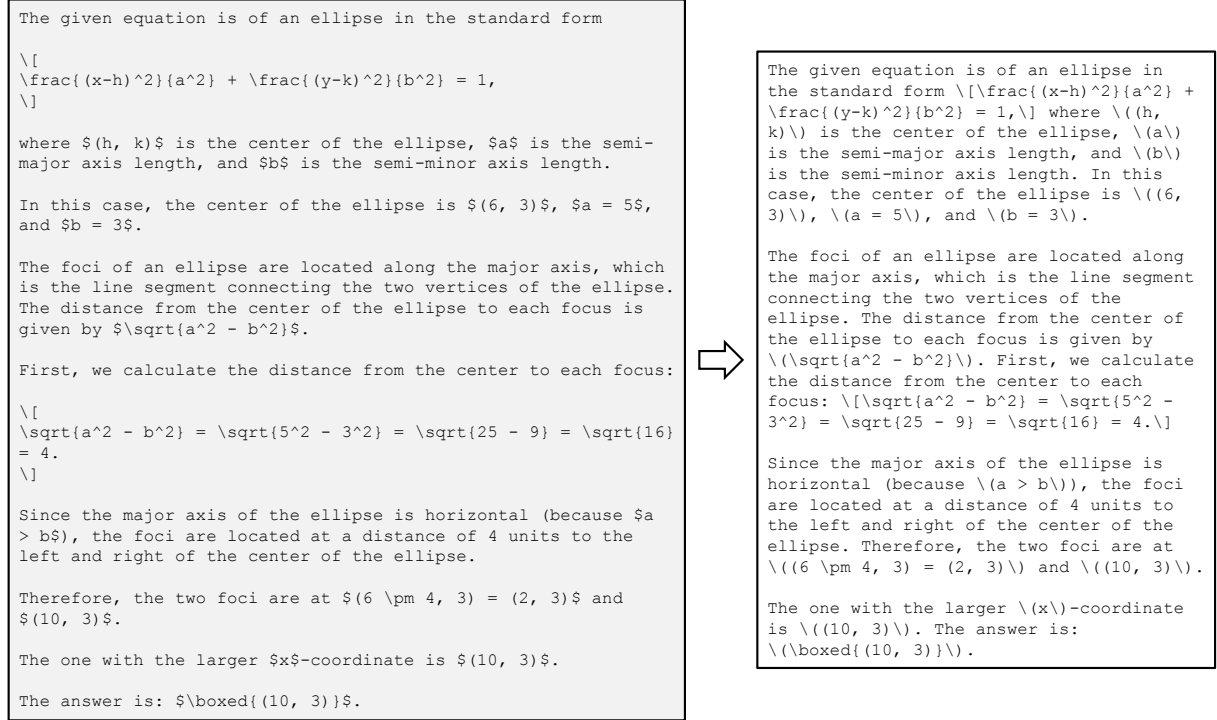 The given equation is of an ellipse in the standard form
\[
\frac{(x-h)^2}{a^2} + \frac{(y-k)^2}{b^2} = 1,
\]
where $(h, k)$ is the center of the ellipse, $a$ is the semi-
major axis length, and $b$ is the semi-minor axis length.
In this case, the center of the ellipse is $(6, 3)$, $a = 5$,
and $b = 3$.
The foci of an ellipse are located along the major axis, which
is the line segment connecting the two vertices of the ellipse.
The distance from the center of the ellipse to each focus is
given by $\sqrt{a^2 - b^2}$.
First, we calculate the distance from the center to each focus:
\[
\sqrt{a^2 - b^2} = \sqrt{5^2 - 3^2} = \sqrt{25 - 9} = \sqrt{16}
= 4.
\]
Since the major axis of the ellipse is horizontal (because $a
> b$), the foci are located at a distance of 4 units to the
left and right of the center of the ellipse.
Therefore, the two foci are at $(6 \pm 4, 3) = (2, 3)$ and
$(10, 3)$.
The one with the larger $x$-coordinate is $(10, 3)$.
The answer is: $\boxed{(10, 3)}$.
The given equation is of an ellipse in
the standard form \[\frac{(x-h)^2}{a^2} +
\frac{(y-k)^2}{b^2} = 1,\] where \((h,
k)\) is the center of the ellipse, \(a\)
is the semi-major axis length, and \(b\)
is the semi-minor axis length. In this
case, the center of the ellipse is \((6,
3)\), \(a = 5\), and \(b = 3\).
The foci of an ellipse are located along
the major axis, which is the line segment
connecting the two vertices of the
ellipse. The distance from the center of
the ellipse to each focus is given by
\(\sqrt{a^2 - b^2}\). First, we calculate
the distance from the center to each
focus: \[\sqrt{a^2 - b^2} = \sqrt{5^2 -
3^2} = \sqrt{25 - 9} = \sqrt{16} = 4.\]
Since the major axis of the ellipse is
horizontal (because \(a > b\)), the foci
are located at a distance of 4 units to
the left and right of the center of the
ellipse. Therefore, the two foci are at
\((6 \pm 4, 3) = (2, 3)\) and \((10, 3)\).
The one with the larger \(x\)-coordinate
is \((10, 3)\). The answer is:
\(\boxed{(10, 3)}\).